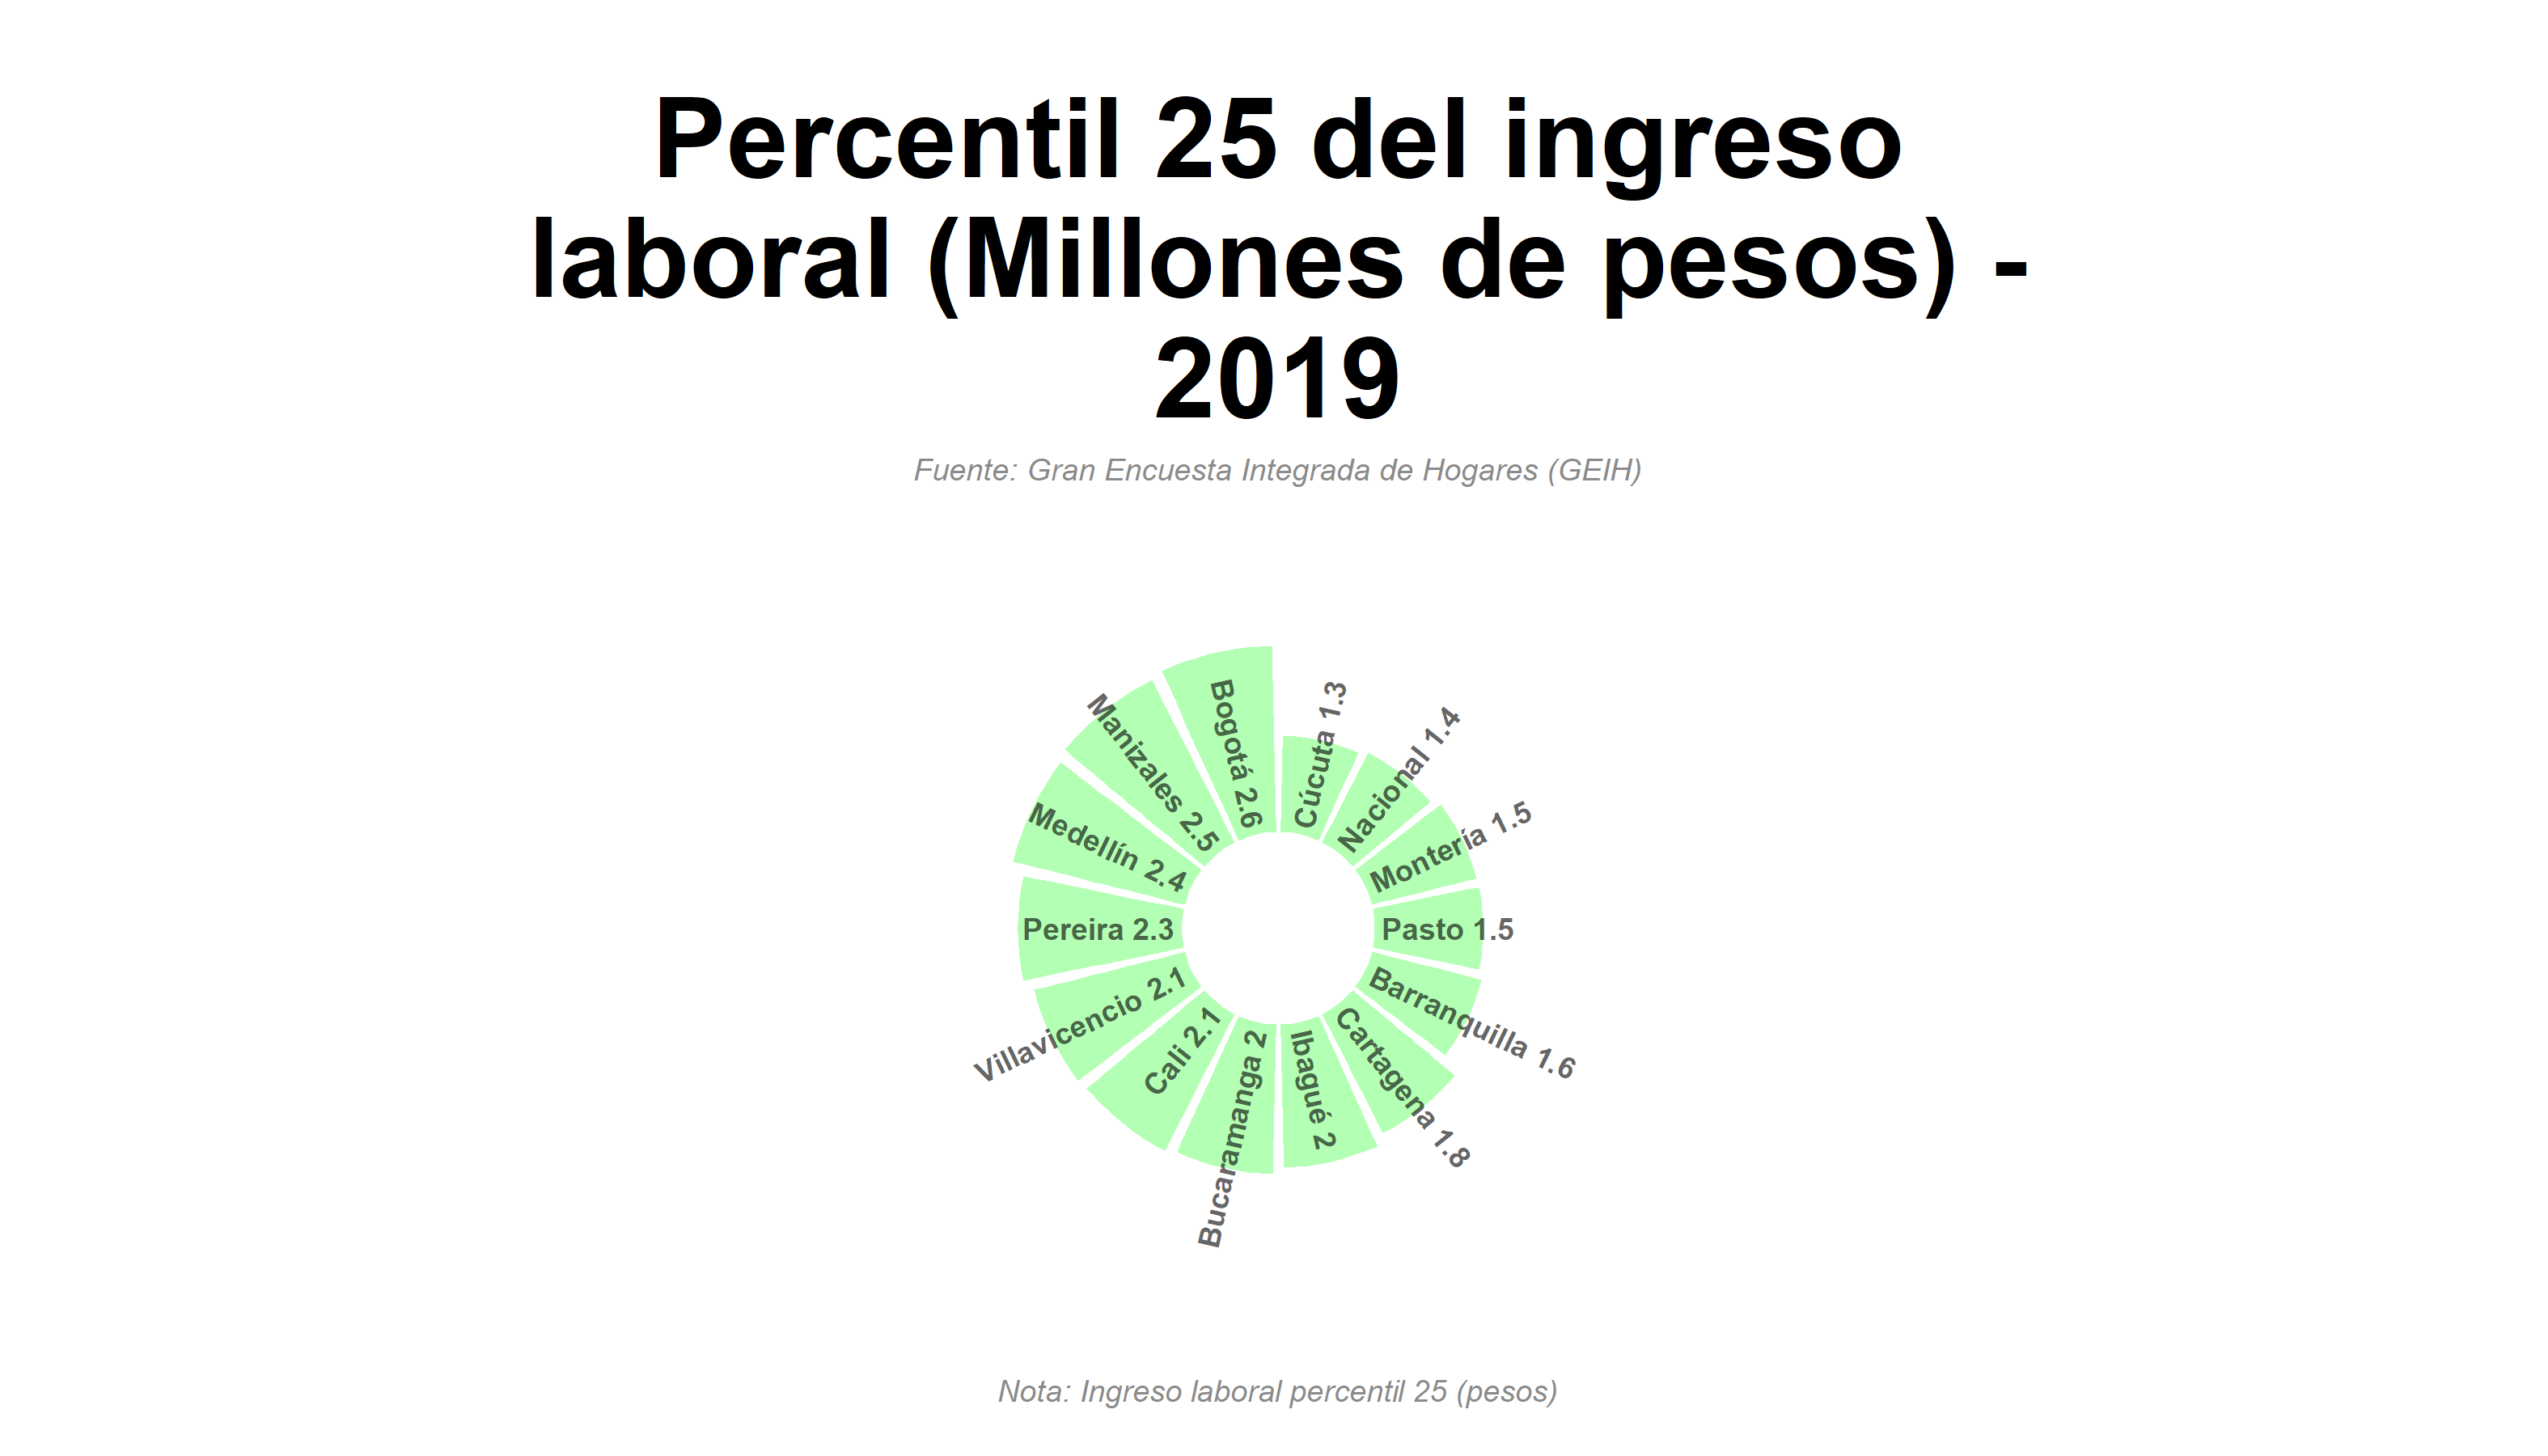 Percentil 25 del ingreso
laboral (Millones de pesos) -
2019
Fuente: Gran Encuesta Integrada de Hogares (GEIH)
Cúcuta 1.3
Nacional 1.4
Montería 1.5
Pasto 1.5
Barranquilla 1.6
Cartagena 1.8
Ibagué 2
Bucaramanga 2
Cali 2.1
Villavicencio 2.1
Pereira 2.3
Medellín 2.4
Manizales 2.5
Bogotá 2.6
Nota: Ingreso laboral percentil 25 (pesos)